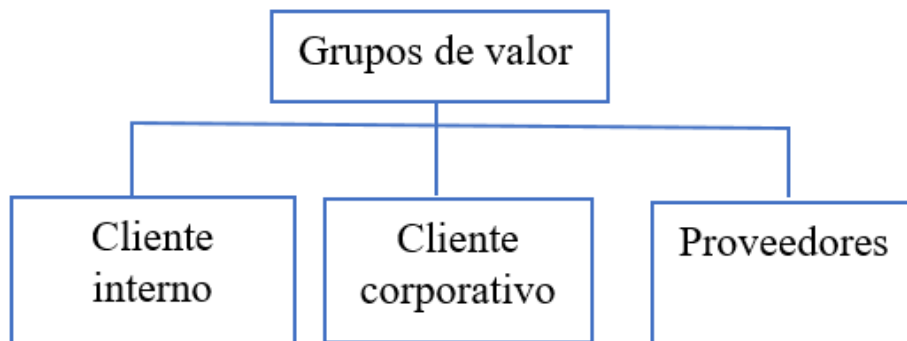 Grupos de valor
Cliente
interno
Cliente
corporativo
Proveedores